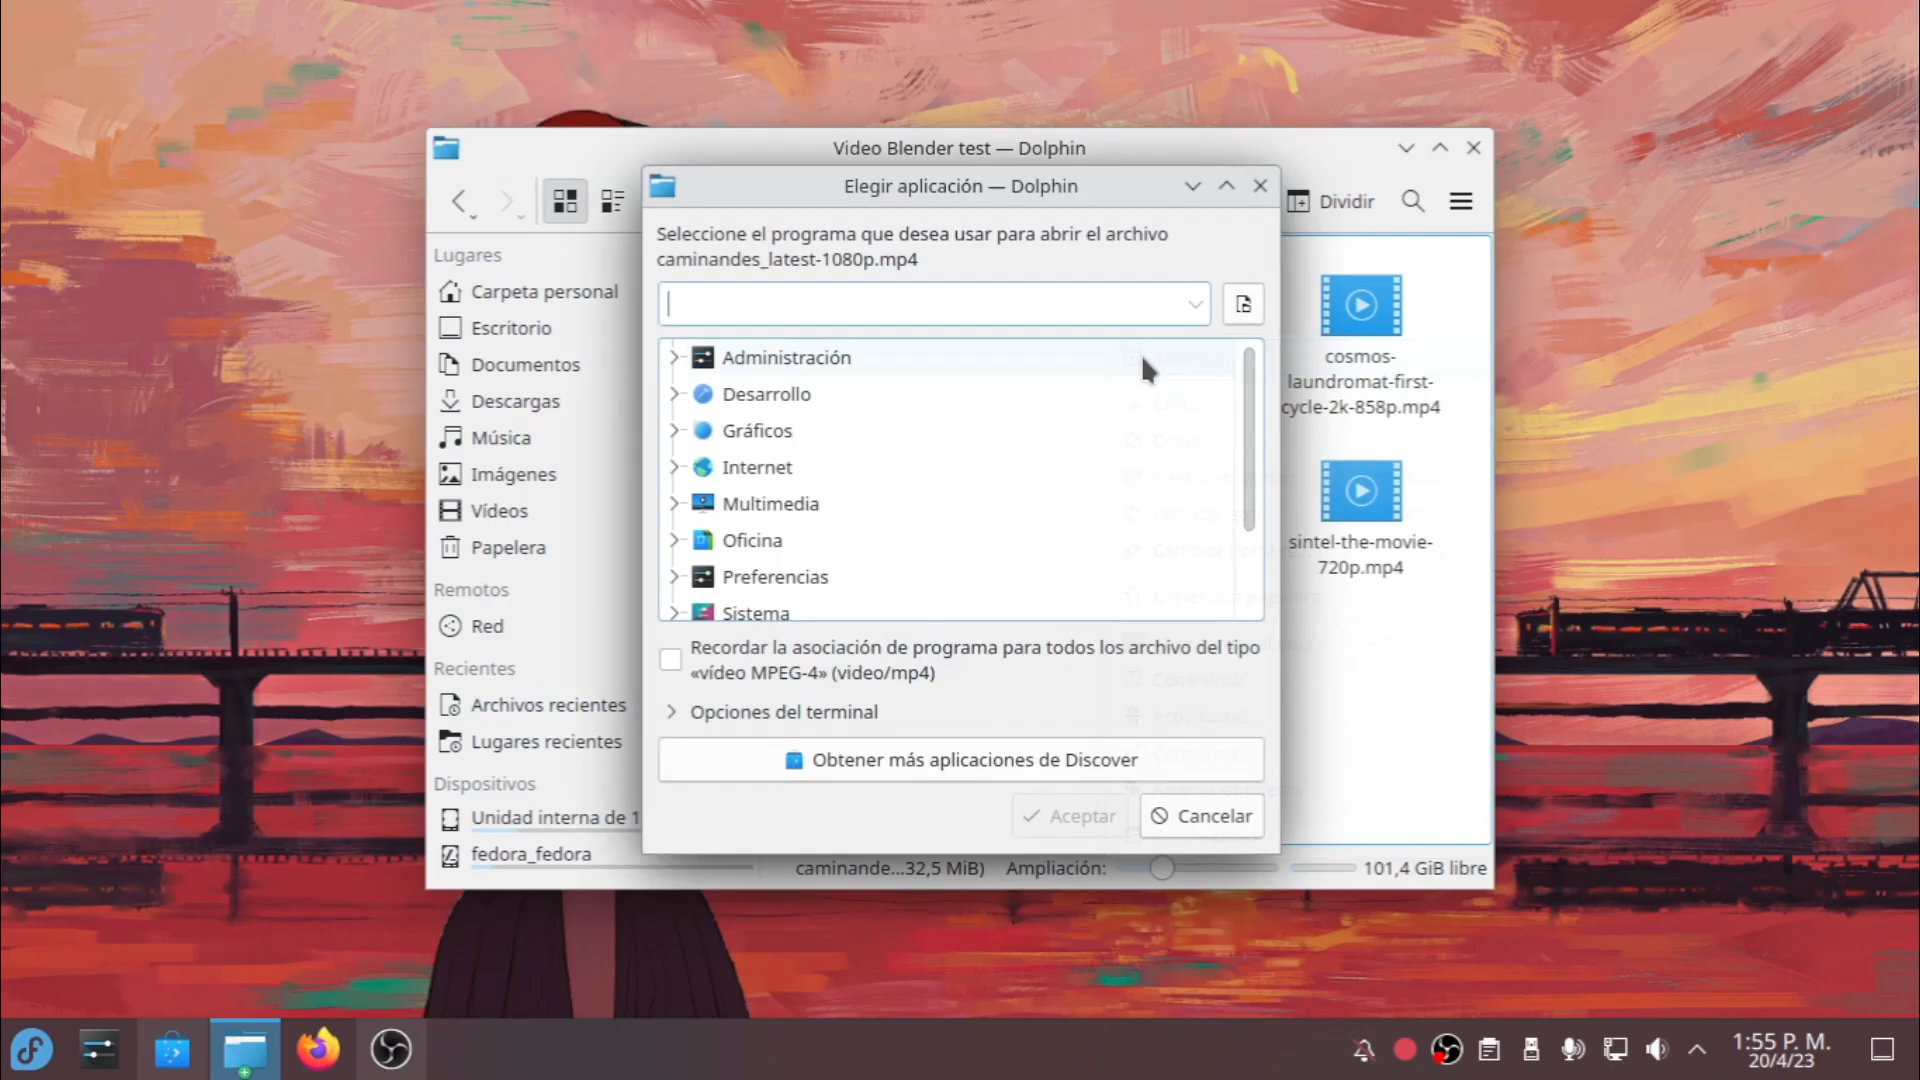 Video Blender test — Dolphin
Elegir aplicación — Dolphin
Dividir
Lugares
Carpeta personal
Escritorio
Documentos
Descargas
Música
Imágenes
Vídeos
Papelera
Remotos
Red
Recientes
Archivos recientes
Lugares recientes
Dispositivos
Unidad interna de 1
fedora_fedora
Seleccione el programa que desea usar para abrir el archivo
caminandes_latest-1080p.mp4
Administración
Desarrollo
Gráficos
Internet
Multimedia
Oficina
Preferencias
Sistema
Recordar la asociación de programa para todos los archivo del tipo
«vídeo MPEG-4» (video/mp4)
Opciones del terminal
Obtener más aplicaciones de Discover
Aceptar
Cancelar
cosmos-
laundromat-first-
cycle-2k-858p.mp4
sintel-the-movie-
720p.mp4
caminande...32,5 MiB)
Ampliación:
101,4 GiB libre
1:55 P. M.
20/4/23